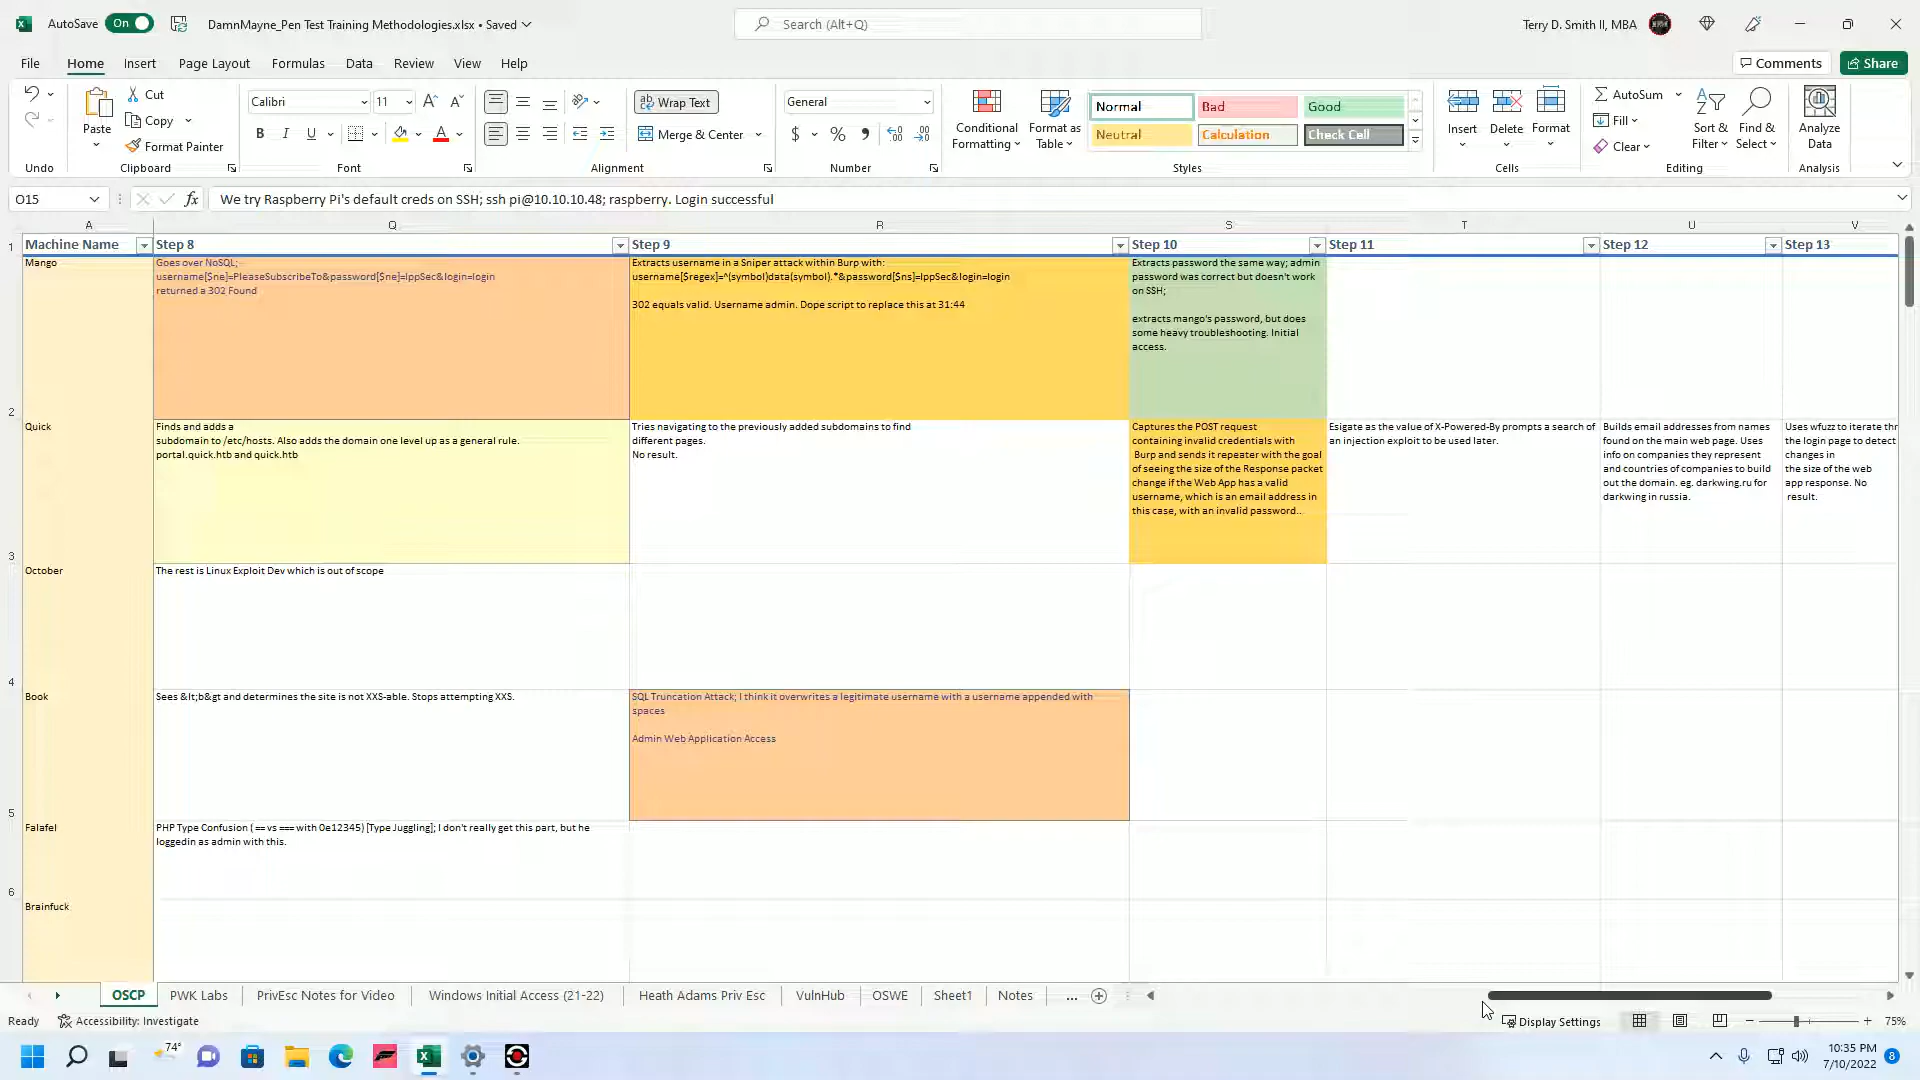 AutoSave On DamnMayne_Pen Test Training Methodologies.xlsx • Saved Search (Alt+Q) Terry D. Smith II, MBA
File Home Insert Page Layout Formulas Data Review View Help Comments Share
Cut
Copy
Format Painter
Paste
Calibri 11
B I U
A
Wrap Text
Merge & Center
General
$ % 9
Conditional
Formatting
Format as
Table
Normal Bad Good
Neutral Calculation Check Cell
Insert Delete Format
AutoSum
Fill
Clear
Sort &
Filter
Find &
Select
Analyze
Data
Undo Clipboard Font Alignment Number Styles Cells Editing Analysis
O15 fx We try Raspberry Pi's default creds on SSH; ssh pi@10.10.10.48; raspberry. Login successful
A Q R S T U V
1 Machine Name Step 8 Step 9 Step 10 Step 11 Step 12 Step 13
2
Mango
Goes over NoSQL;
username[$ne]=PleaseSubscribeTo&password[$ne]=IppSec&login=login
returned a 302 Found
Extracts username in a Sniper attack within Burp with:
username[$regex]=^(symbol)data(symbol).*&password[$ns]=IppSec&login=login
302 equals valid. Username admin. Dope script to replace this at 31:44
Extracts password the same way; admin
password was correct but doesn't work
on SSH;
extracts mango's password, but does
some heavy troubleshooting. Initial
access.
3
Quick
Finds and adds a
subdomain to /etc/hosts. Also adds the domain one level up as a general rule.
portal.quick.htb and quick.htb
Tries navigating to the previously added subdomains to find
different pages.
No result.
Captures the POST request
containing invalid credentials with
Burp and sends it repeater with the goal
of seeing the size of the Response packet
change if the Web App has a valid
username, which is an email address in
this case, with an invalid password...
Esigate as the value of X-Powered-By prompts a search of
an injection exploit to be used later.
Builds email addresses from names
found on the main web page. Uses
info on companies they represent
and countries of companies to build
out the domain. eg. darkwing.ru for
darkwing in russia.
Uses wfuzz to iterate thr
the login page to detect
changes in
the size of the web
app response. No
result.
4
October
The rest is Linux Exploit Dev which is out of scope
5
Book
Sees &lt;b&gt and determines the site is not XXS-able. Stops attempting XXS.
SQL Truncation Attack; I think it overwrites a legitimate username with a username appended with
spaces
Admin Web Application Access
6
Falafel
PHP Type Confusion ( == vs === with 0e12345) [Type Juggling]; I don't really get this part, but he
loggedin as admin with this.
Brainfuck
OSCP PWK Labs PrivEsc Notes for Video Windows Initial Access (21-22) Heath Adams Priv Esc VulnHub OSWE Sheet1 Notes ...
Ready Accessibility: Investigate Display Settings 75%
74°
10:35 PM
7/10/2022
8